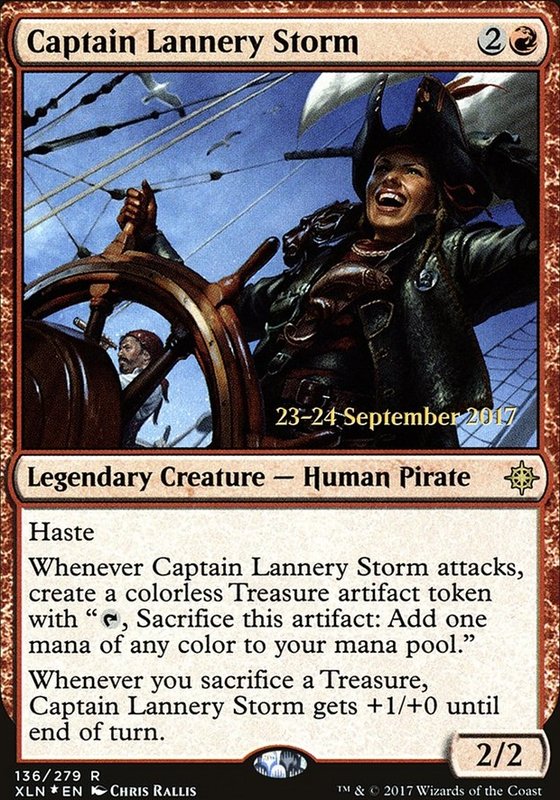 Captain Lannery Storm 2
23–24 September 2017
Legendary Creature — Human Pirate
Haste
Whenever Captain Lannery Storm attacks,
create a colorless Treasure artifact token
with “, Sacrifice this artifact: Add one
mana of any color to your mana pool.”
Whenever you sacrifice a Treasure,
Captain Lannery Storm gets +1/+0 until
end of turn.
2/2
136/279 R
XLN ★ EN Chris Rallis
™ & © 2017 Wizards of the Coast